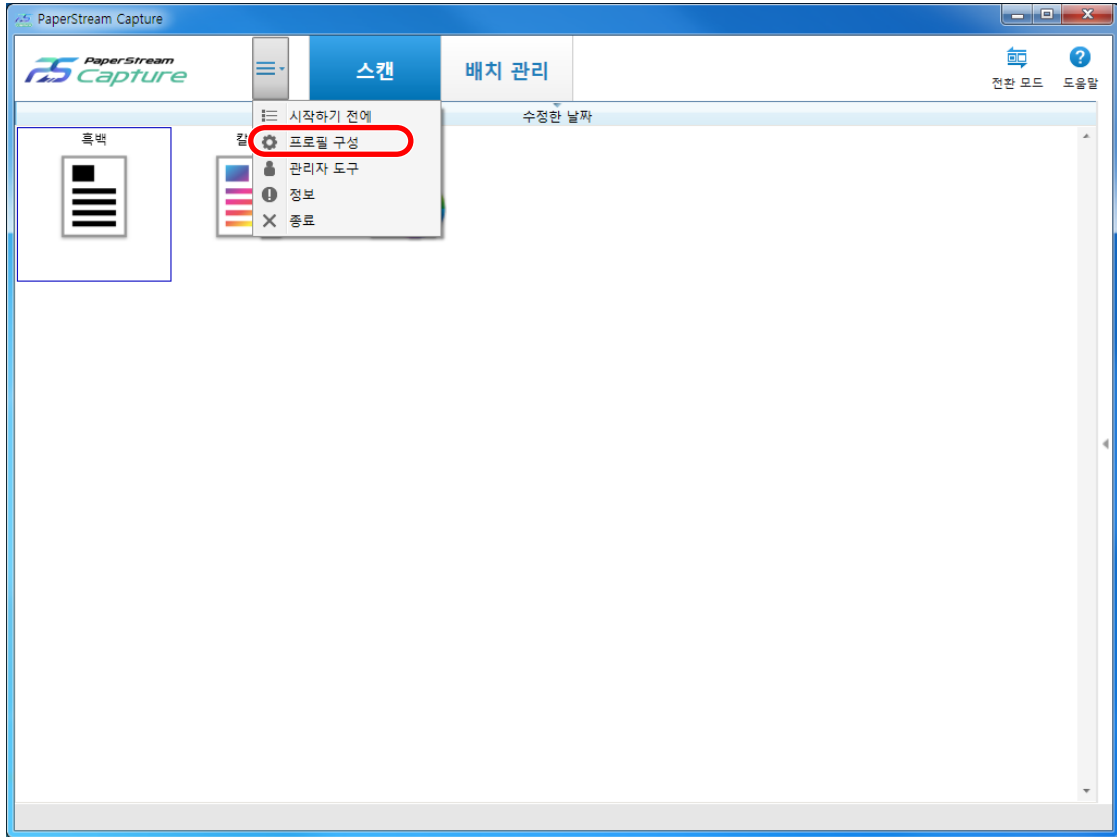 PaperStream Capture
PaperStream
Capture
스캔
배치 관리
전환 모드
도움말
수정한 날짜
시작하기 전에
프로필 구성
관리자 도구
정보
종료
흑백